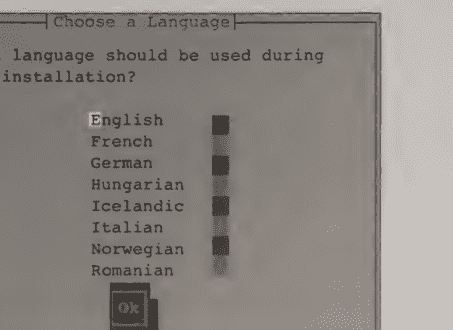 Choose a Language
language should be used during
installation?
English
French
German
Hungarian
Icelandic
Italian
Norwegian
Romanian
Ok